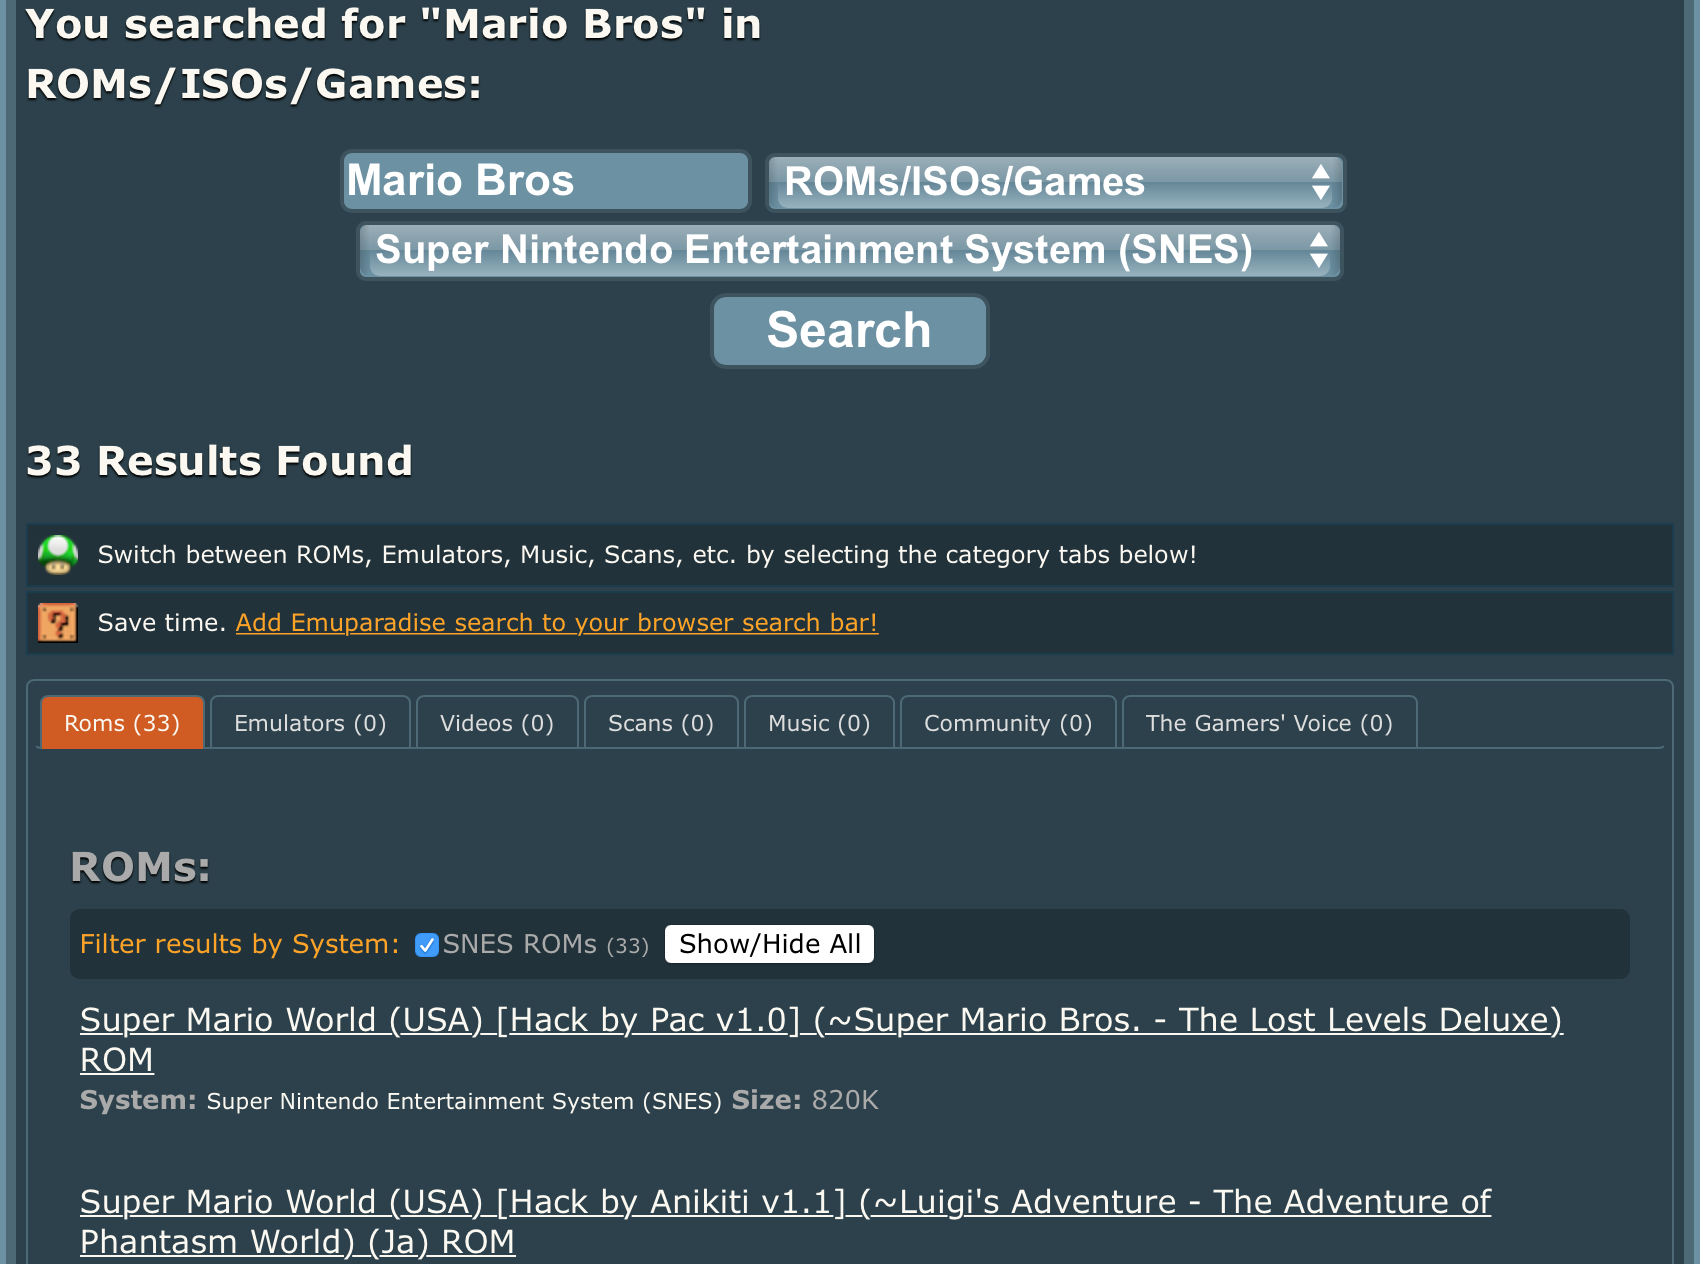 You searched for "Mario Bros" in
ROMs/ISOs/Games:
Mario Bros
ROMs/ISOs/Games
Super Nintendo Entertainment System (SNES)
Search
33 Results Found
Switch between ROMs, Emulators, Music, Scans, etc. by selecting the category tabs below!
Save time. Add Emuparadise search to your browser search bar!
Roms (33) Emulators (0) Videos (0) Scans (0) Music (0) Community (0) The Gamers' Voice (0)
ROMs:
Filter results by System: SNES ROMs (33) Show/Hide All
Super Mario World (USA) [Hack by Pac v1.0] (~Super Mario Bros. - The Lost Levels Deluxe)
ROM
System: Super Nintendo Entertainment System (SNES) Size: 820K
Super Mario World (USA) [Hack by Anikiti v1.1] (~Luigi's Adventure - The Adventure of
Phantasm World) (Ja) ROM